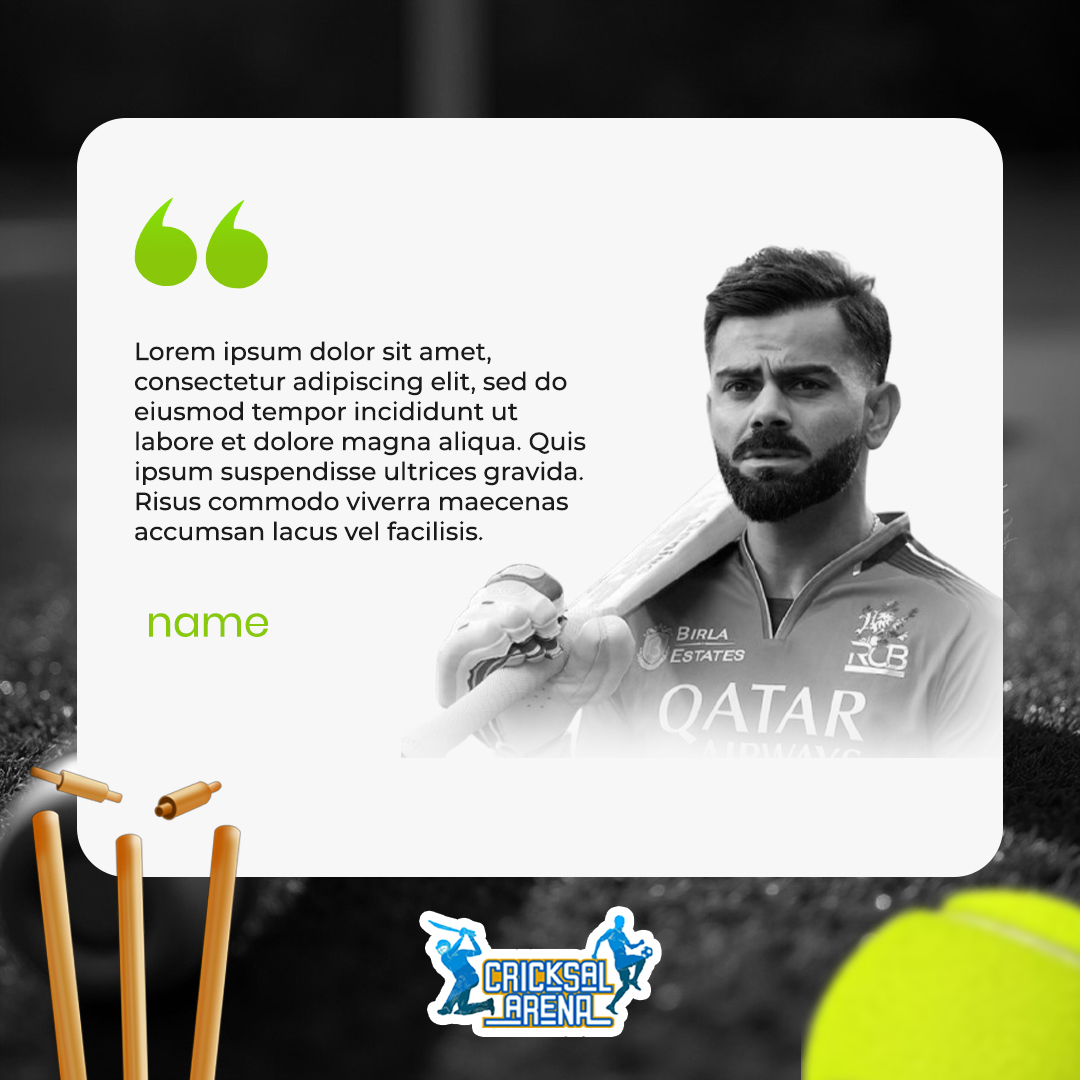 Lorem ipsum dolor sit amet,
consectetur adipiscing elit, sed do
eiusmod tempor incididunt ut
labore et dolore magna aliqua. Quis
ipsum suspendisse ultrices gravida.
Risus commodo viverra maecenas
accumsan lacus vel facilisis.
name
BIRLA
ESTATES
RCB
QATAR
AIRWAYS
CRICKSAL
ARENA